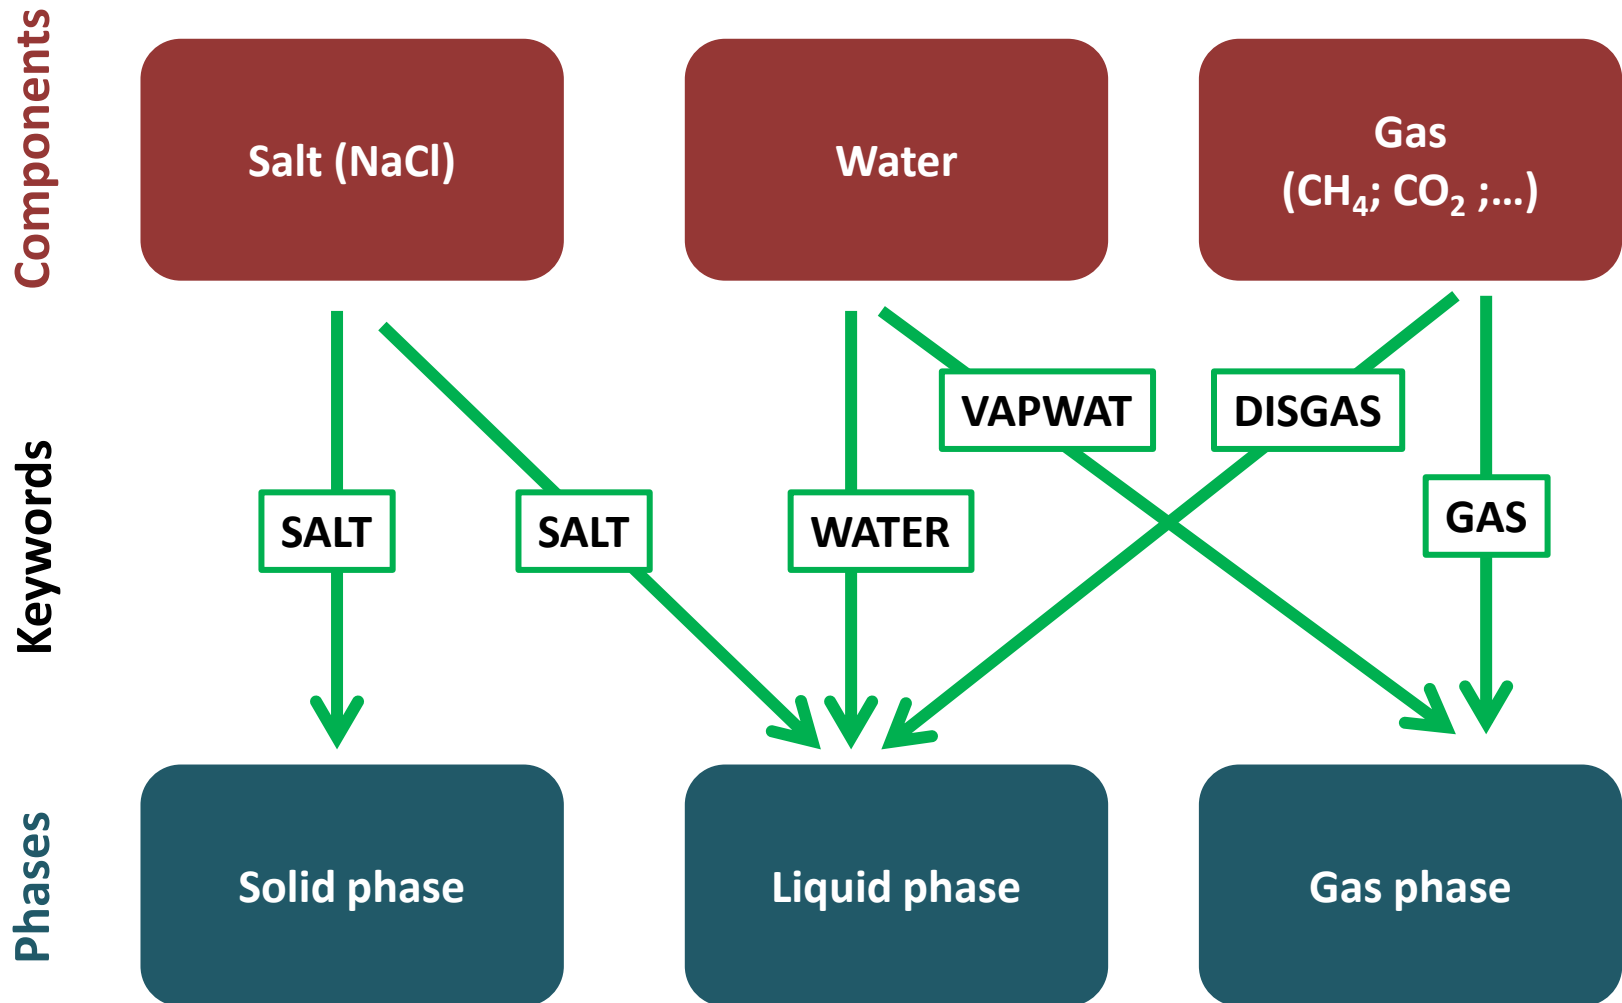 Components
Salt (NaCl)
Water
Gas
(CH₄; CO₂ ;...)
Keywords
VAPWAT
DISGAS
SALT
SALT
WATER
GAS
Phases
Solid phase
Liquid phase
Gas phase